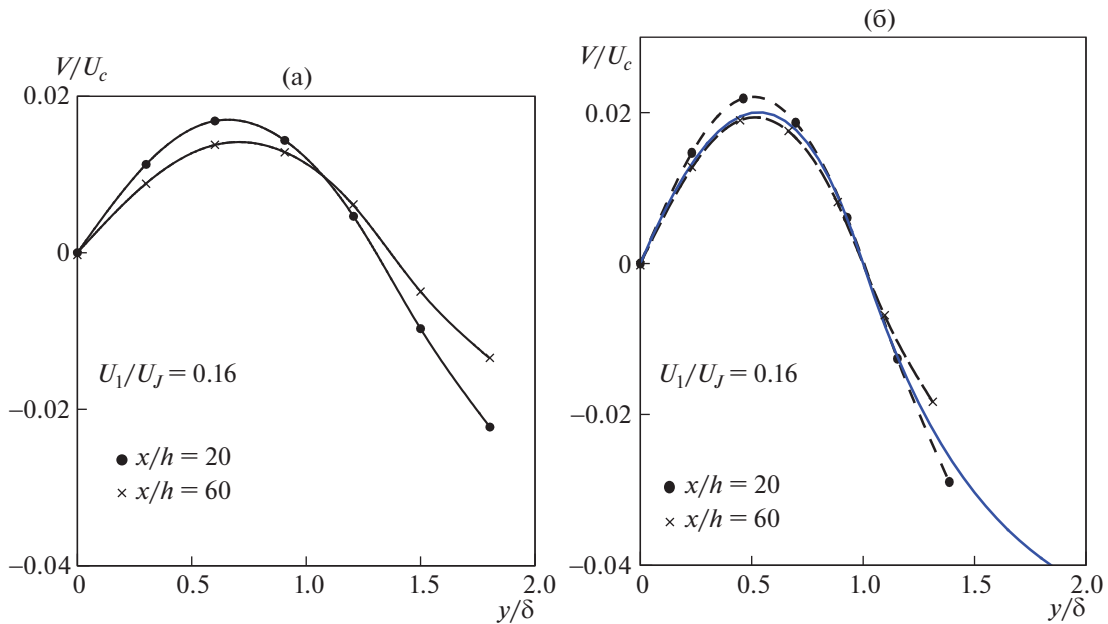 (а)
V/U_c
0.02
0
−0.02
−0.04
U_1/U_J = 0.16
x/h = 20
x/h = 60
0
0.5
1.0
1.5
2.0
y/δ
(б)
V/U_c
0.02
0
−0.02
−0.04
U_1/U_J = 0.16
x/h = 20
x/h = 60
0
0.5
1.0
1.5
2.0
y/δ